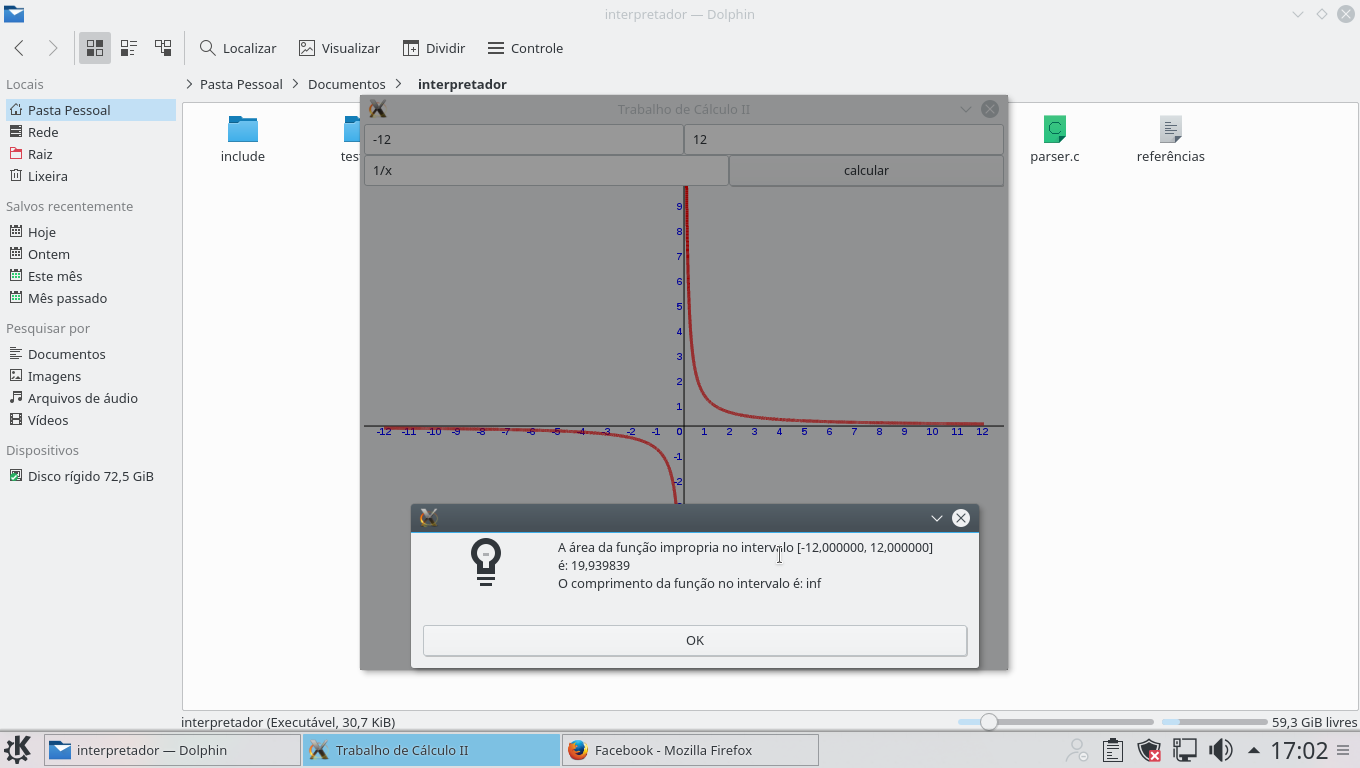 interpretador — Dolphin
Localizar
Visualizar
Dividir
Controle
Locais
Pasta Pessoal
Rede
Raiz
Lixeira
Salvos recentemente
Hoje
Ontem
Este mês
Mês passado
Pesquisar por
Documentos
Imagens
Arquivos de áudio
Vídeos
Dispositivos
Disco rígido 72,5 GiB
Pasta Pessoal > Documentos > interpretador
include
parser.c
referências
Trabalho de Cálculo II
-12
12
1/x
calcular
9
8
7
6
5
4
3
2
1
-12 -11 -10 -9 -8 -7 -6 -5 -4 -3 -2 -1 0 1 2 3 4 5 6 7 8 9 10 11 12
-1
-2
A área da função impropria no intervalo [-12,000000, 12,000000]
é: 19,939839
O comprimento da função no intervalo é: inf
OK
interpretador (Executável, 30,7 KiB)
59,3 GiB livres
interpretador — Dolphin
Trabalho de Cálculo II
Facebook - Mozilla Firefox
17:02